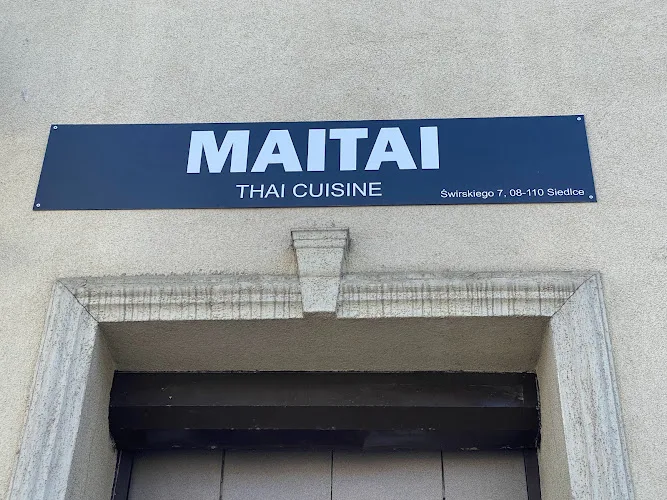 MAITAI
THAI CUISINE
Świrskiego 7, 08-110 Siedlce